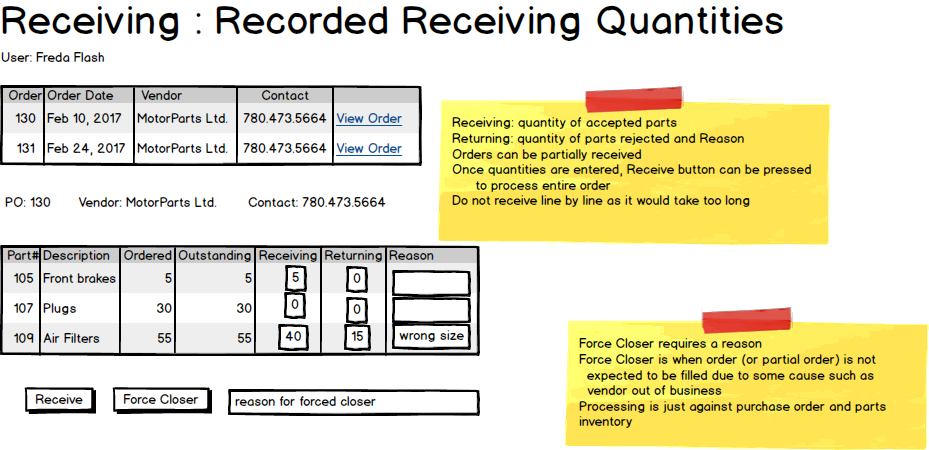 Receiving : Recorded Receiving Quantities
User: Freda Flash
Order Order Date Vendor Contact
130 Feb 10, 2017 MotorParts Ltd. 780.473.5664 View Order
131 Feb 24, 2017 MotorParts Ltd. 780.473.5664 View Order
Receiving: quantity of accepted parts
Returning: quantity of parts rejected and Reason
Orders can be partially received
Once quantities are entered, Receive button can be pressed
to process entire order
Do not receive line by line as it would take too long
PO: 130 Vendor: MotorParts Ltd. Contact: 780.473.5664
Part# Description Ordered Outstanding Receiving Returning Reason
105 Front brakes 5 5 5 0
107 Plugs 30 30 0 0
109 Air Filters 55 55 40 15 wrong size
Force Closer requires a reason
Force Closer is when order (or partial order) is not
expected to be filled due to some cause such as
vendor out of business
Processing is just against purchase order and parts
inventory
Receive Force Closer reason for forced closer